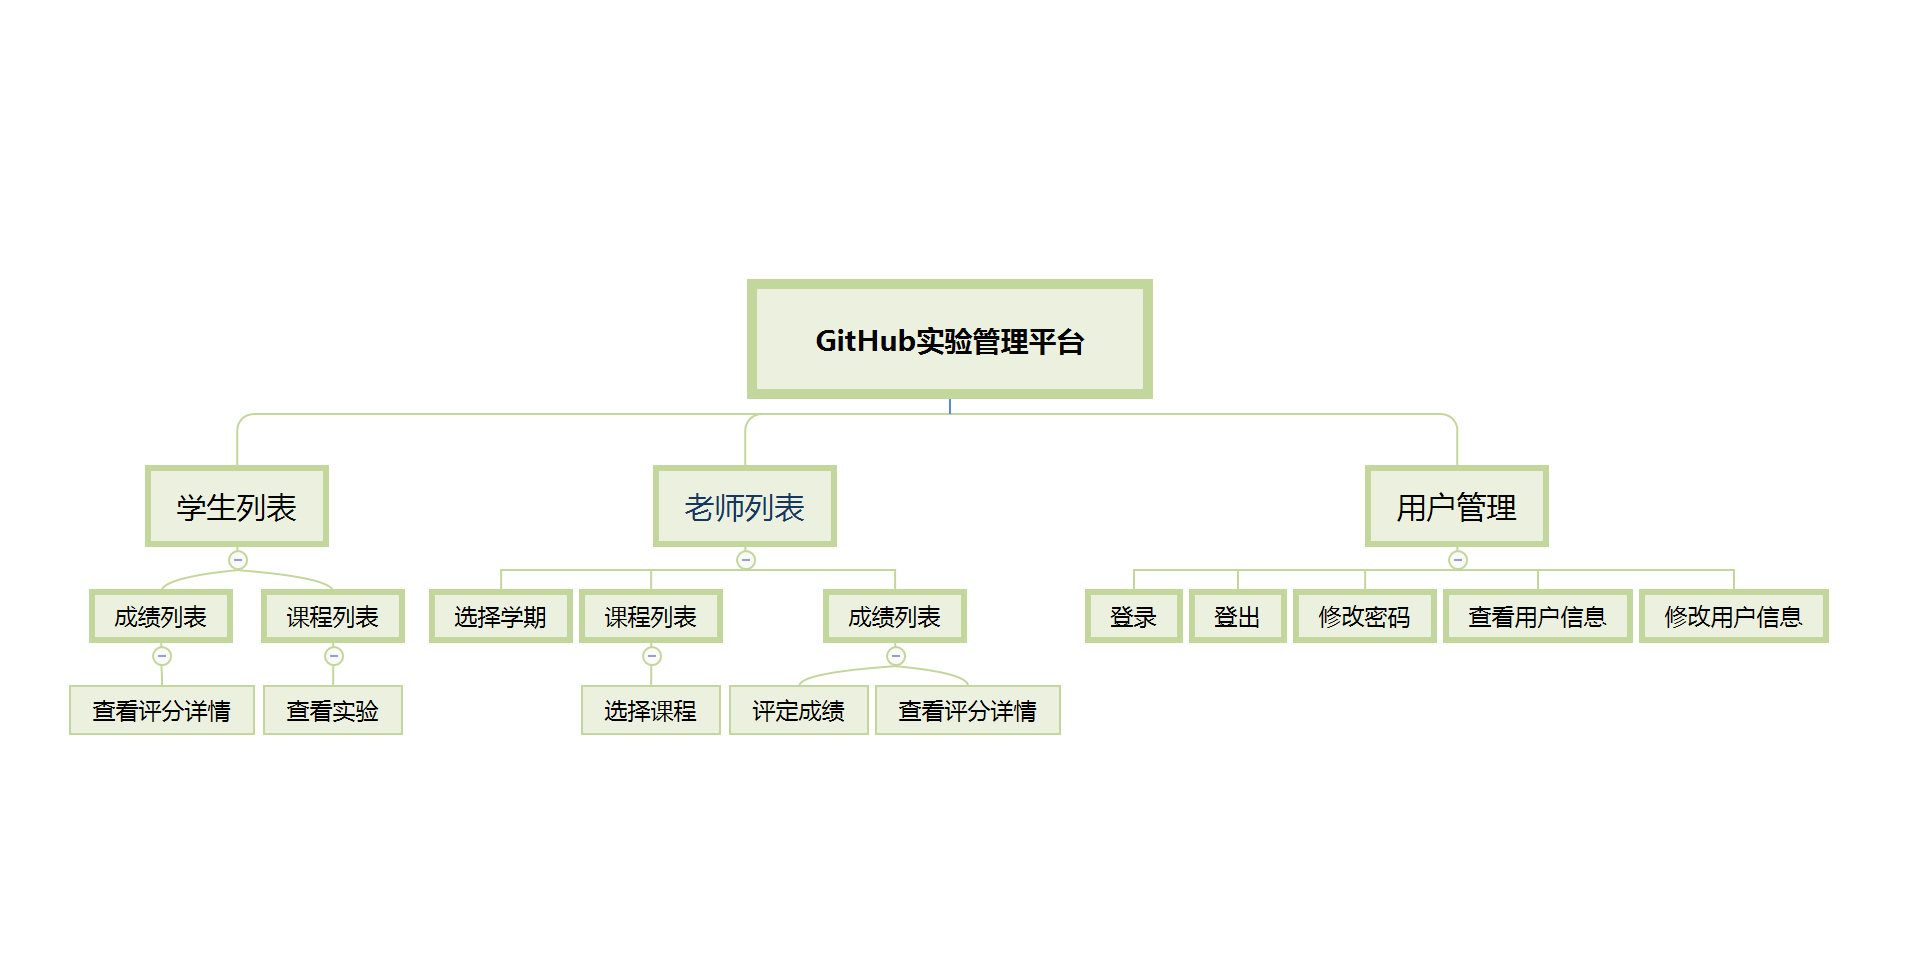 GitHub实验管理平台
学生列表
老师列表
用户管理
成绩列表
课程列表
选择学期
课程列表
成绩列表
登录
登出
修改密码
查看用户信息
修改用户信息
查看评分详情
查看实验
选择课程
评定成绩
查看评分详情